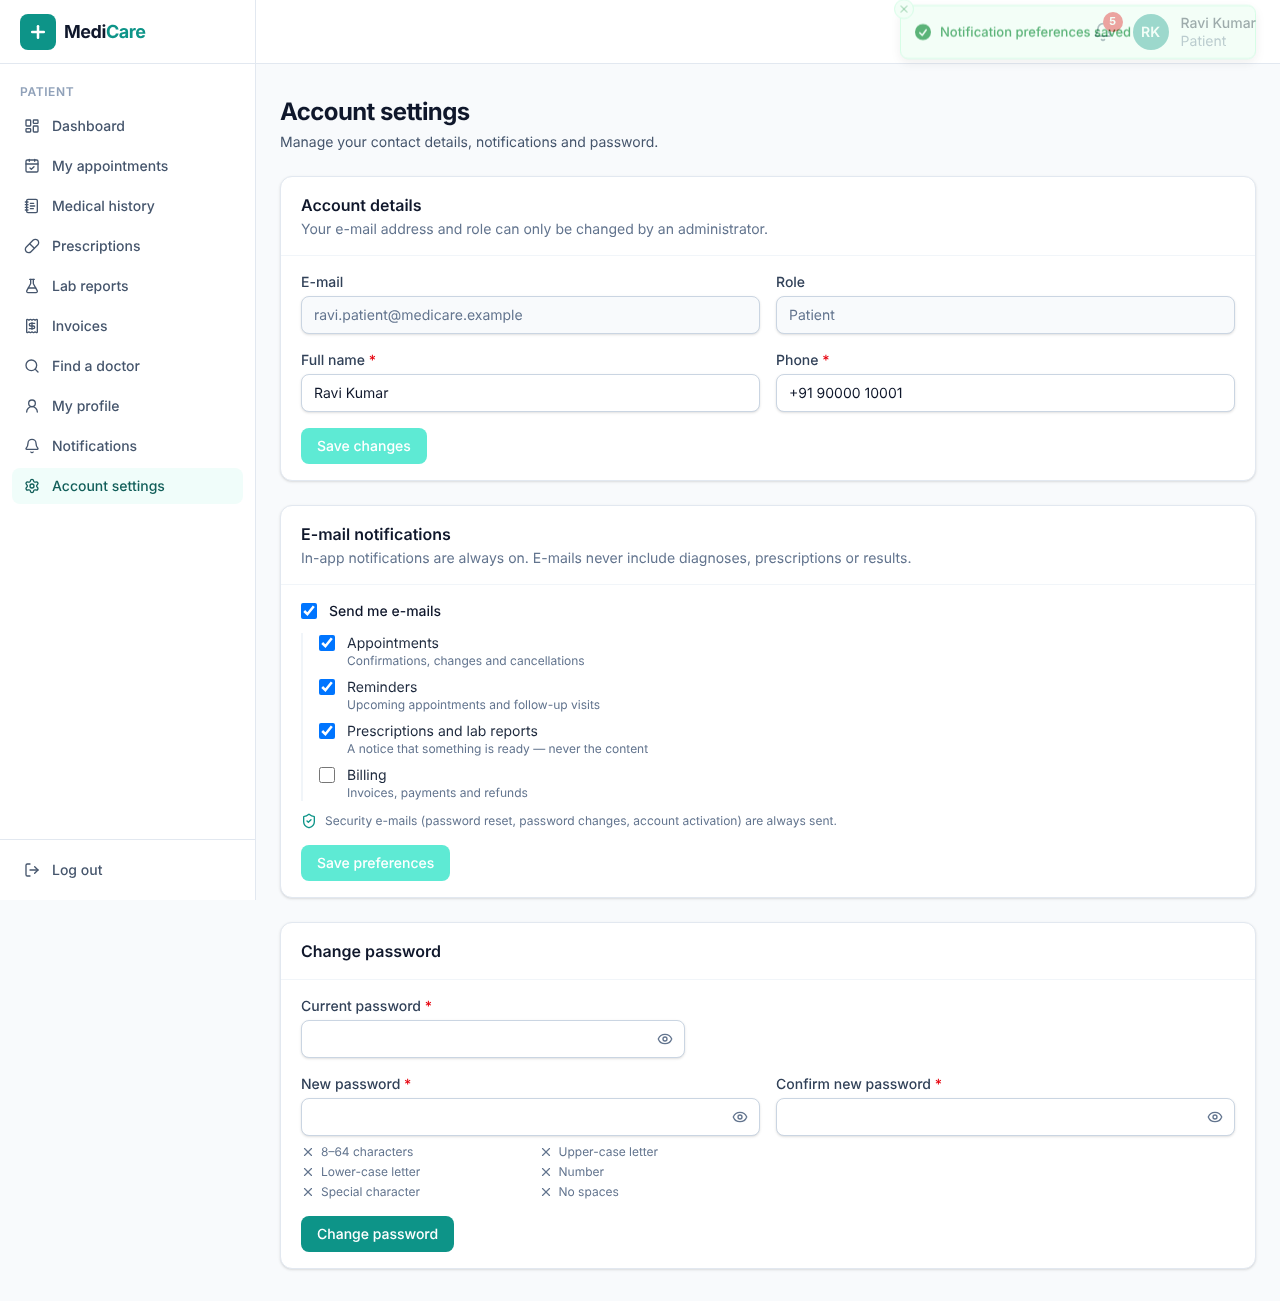 MediCare
Notification preferences saved
5
RK
Ravi Kumar
Patient
PATIENT
Dashboard
My appointments
Medical history
Prescriptions
Lab reports
Invoices
Find a doctor
My profile
Notifications
Account settings
Log out
Account settings
Manage your contact details, notifications and password.
Account details
Your e-mail address and role can only be changed by an administrator.
E-mail
Role
ravi.patient@medicare.example
Patient
Full name *
Phone *
Ravi Kumar
+91 90000 10001
Save changes
E-mail notifications
In-app notifications are always on. E-mails never include diagnoses, prescriptions or results.
Send me e-mails
Appointments
Confirmations, changes and cancellations
Reminders
Upcoming appointments and follow-up visits
Prescriptions and lab reports
A notice that something is ready — never the content
Billing
Invoices, payments and refunds
Security e-mails (password reset, password changes, account activation) are always sent.
Save preferences
Change password
Current password *
New password *
Confirm new password *
8–64 characters
Upper-case letter
Lower-case letter
Number
Special character
No spaces
Change password